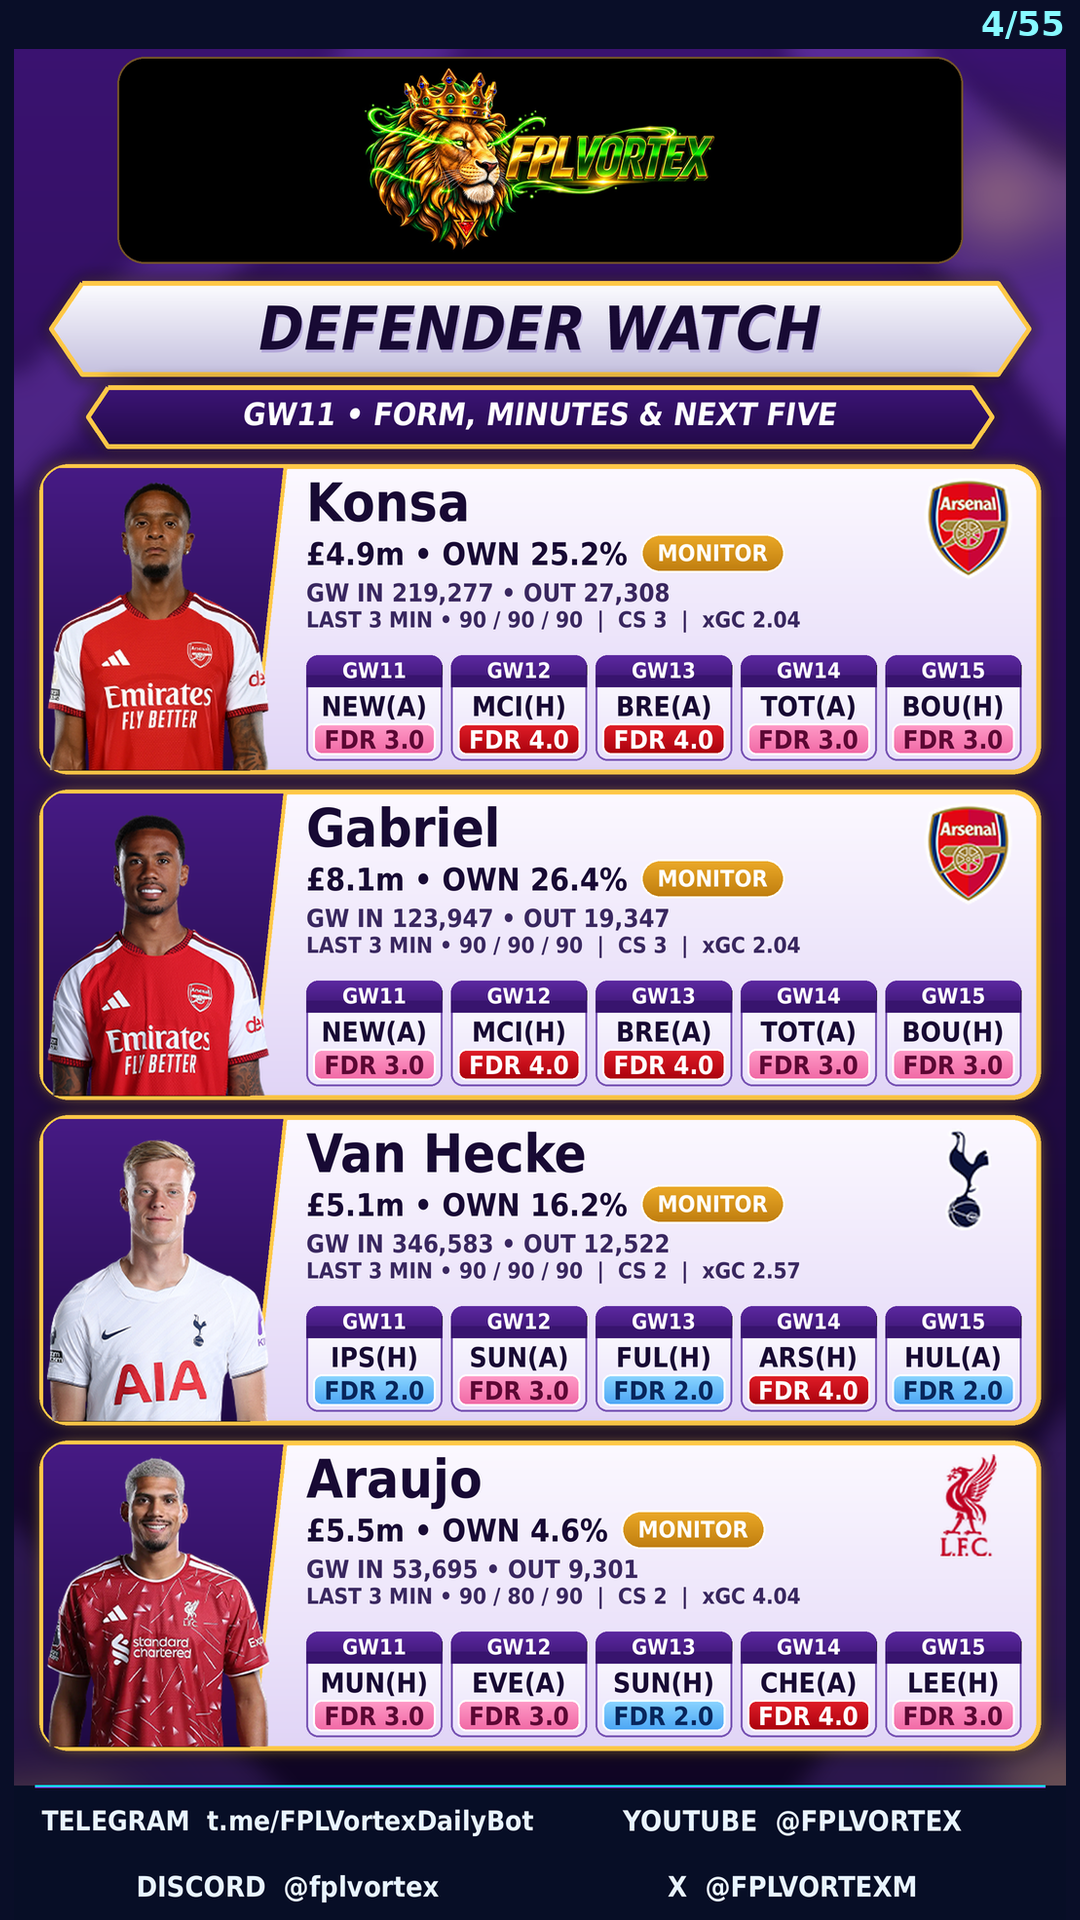 4/55
FPLVORTEX
DEFENDER WATCH
GW11 • FORM, MINUTES & NEXT FIVE
Konsa
£4.9m • OWN 25.2% MONITOR
GW IN 219,277 • OUT 27,308
LAST 3 MIN • 90 / 90 / 90 | CS 3 | xGC 2.04
Arsenal
Emirates
FLY BETTER
GW11 GW12 GW13 GW14 GW15
NEW(A) MCI(H) BRE(A) TOT(A) BOU(H)
FDR 3.0 FDR 4.0 FDR 4.0 FDR 3.0 FDR 3.0
Gabriel
£8.1m • OWN 26.4% MONITOR
GW IN 123,947 • OUT 19,347
LAST 3 MIN • 90 / 90 / 90 | CS 3 | xGC 2.04
Arsenal
Emirates
FLY BETTER
GW11 GW12 GW13 GW14 GW15
NEW(A) MCI(H) BRE(A) TOT(A) BOU(H)
FDR 3.0 FDR 4.0 FDR 4.0 FDR 3.0 FDR 3.0
Van Hecke
£5.1m • OWN 16.2% MONITOR
GW IN 346,583 • OUT 12,522
LAST 3 MIN • 90 / 90 / 90 | CS 2 | xGC 2.57
AIA
GW11 GW12 GW13 GW14 GW15
IPS(H) SUN(A) FUL(H) ARS(H) HUL(A)
FDR 2.0 FDR 3.0 FDR 2.0 FDR 4.0 FDR 2.0
Araujo
£5.5m • OWN 4.6% MONITOR
GW IN 53,695 • OUT 9,301
LAST 3 MIN • 90 / 80 / 90 | CS 2 | xGC 4.04
L.F.C.
standard
chartered
GW11 GW12 GW13 GW14 GW15
MUN(H) EVE(A) SUN(H) CHE(A) LEE(H)
FDR 3.0 FDR 3.0 FDR 2.0 FDR 4.0 FDR 3.0
TELEGRAM t.me/FPLVortexDailyBot YOUTUBE @FPLVORTEX
DISCORD @fplvortex X @FPLVORTEXM